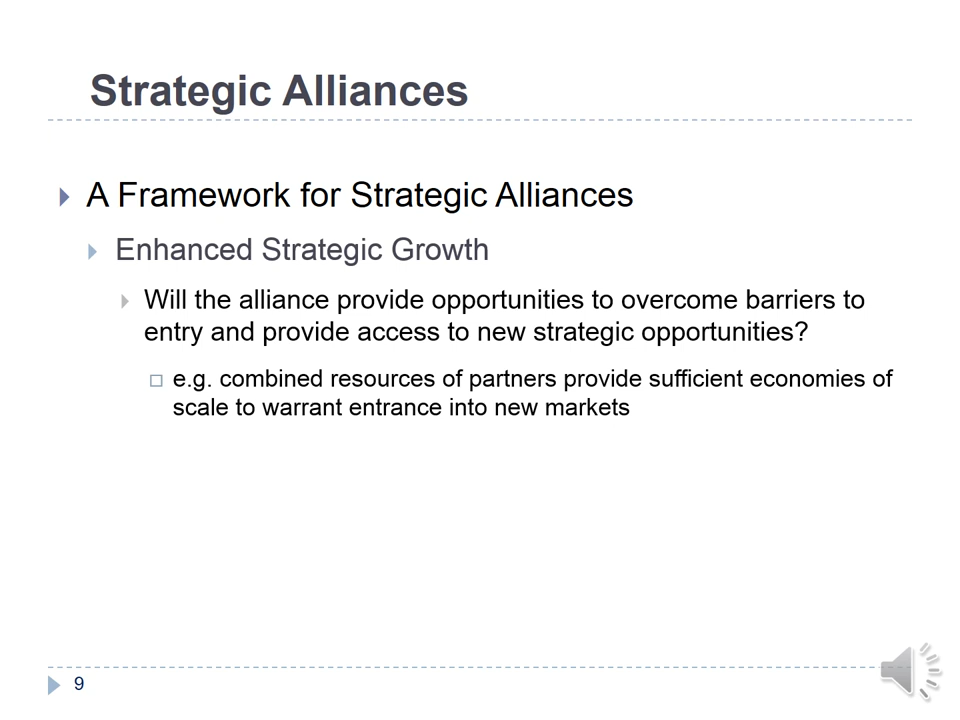 Strategic Alliances
A Framework for Strategic Alliances
Enhanced Strategic Growth
Will the alliance provide opportunities to overcome barriers to
entry and provide access to new strategic opportunities?
e.g. combined resources of partners provide sufficient economies of
scale to warrant entrance into new markets
9